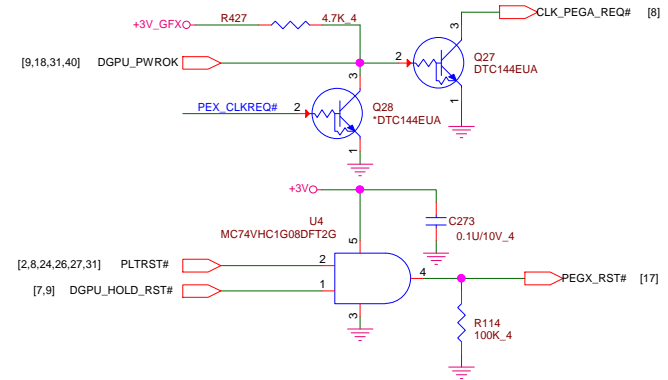 +3V_GFX
R427
4.7K_4
3
CLK_PEGA_REQ#
[8]
[9,18,31,40]
DGPU_PWROK
2
Q27
DTC144EUA
3
1
PEX_CLKREQ#
2
Q28
*DTC144EUA
1
+3V
U4
MC74VHC1G08DFT2G
C273
0.1U/10V_4
5
[2,8,24,26,27,31]
PLTRST#
2
4
PEGX_RST#
[17]
[7,9]
DGPU_HOLD_RST#
1
3
R114
100K_4